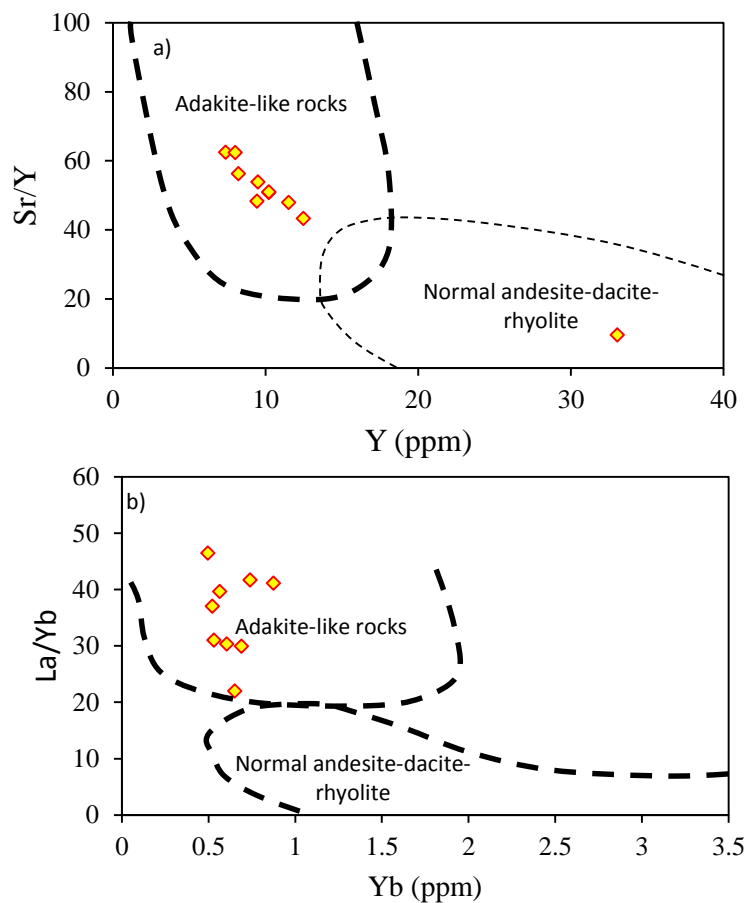 100
a)
80
Adakite-like rocks
60
Sr/Y
40
Normal andesite-dacite-
rhyolite
20
0
0 10 20 30 40
Y (ppm)
60
b)
50
40
La/Yb
Adakite-like rocks
30
20
10
Normal andesite-dacite-
rhyolite
0
0 0.5 1 1.5 2 2.5 3 3.5
Yb (ppm)